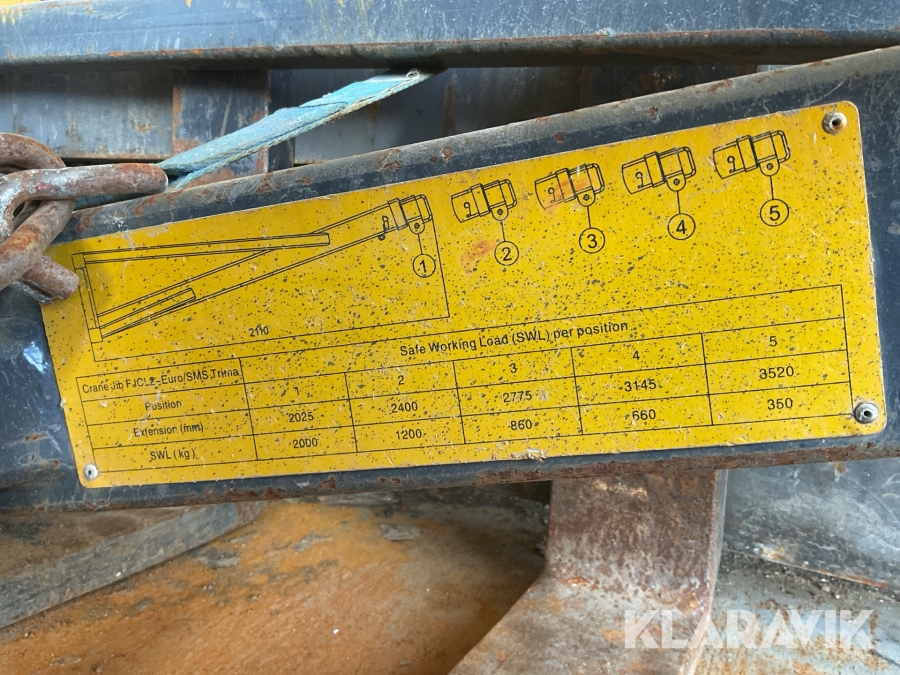 1 2 3 4 5
Safe Working Load (SWL) per position
Crane Jib FJCL2-Euro/SMS Trima
Position 1 2 3 4 5
Extension (mm) 2025 2400 2775 3145 3520
SWL (kg) 2000 1200 860 660 350
KLARAVIK